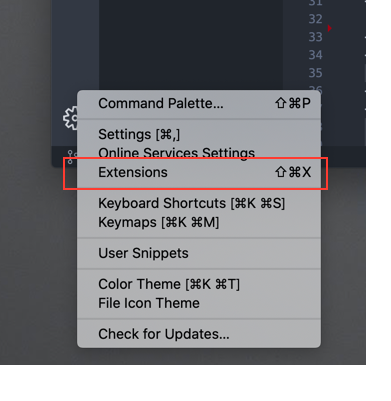 31
32
33
34
35
Command Palette... ⇧⌘P
Settings [⌘,]
Online Services Settings
Extensions ⇧⌘X
Keyboard Shortcuts [⌘K ⌘S]
Keymaps [⌘K ⌘M]
User Snippets
Color Theme [⌘K ⌘T]
File Icon Theme
Check for Updates...